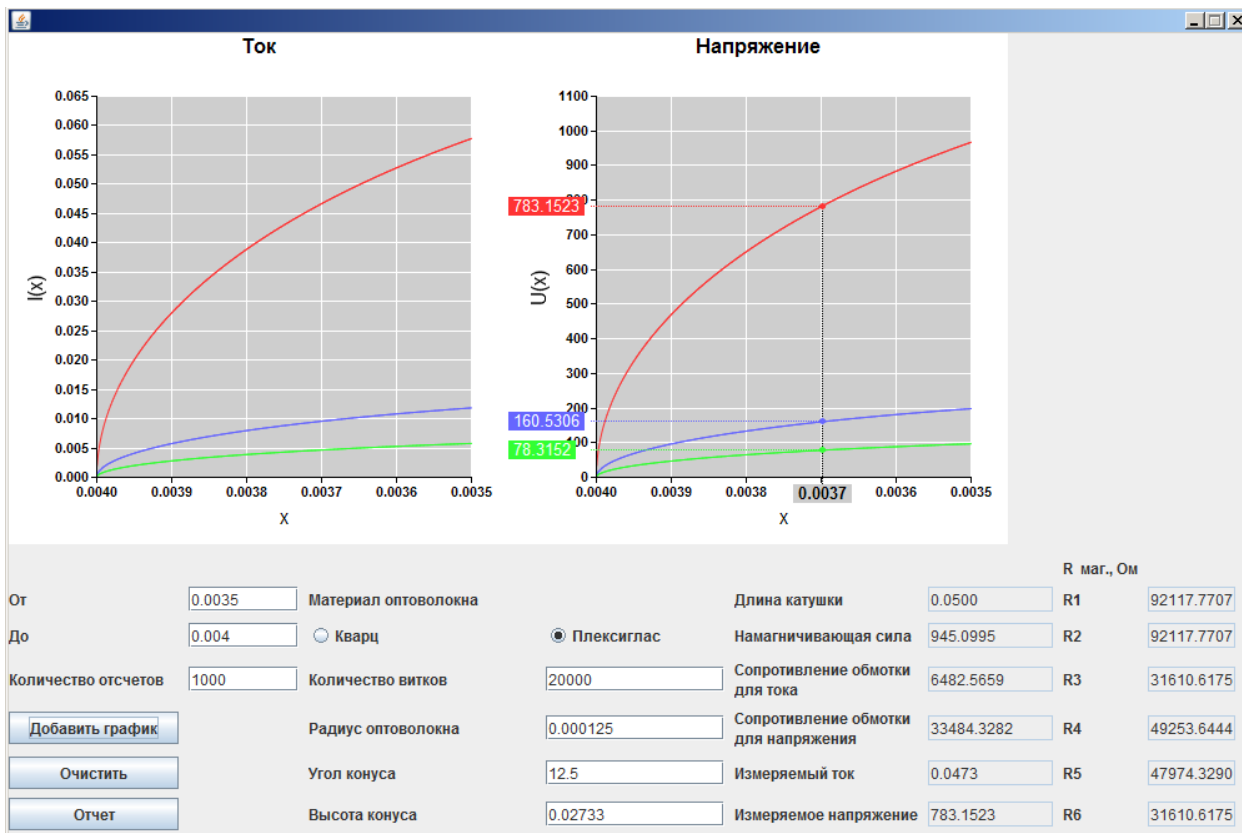 Ток
Напряжение
0.065
0.060
0.055
0.050
0.045
0.040
0.035
0.030
0.025
0.020
0.015
0.010
0.005
0.000
I(x)
0.0040 0.0039 0.0038 0.0037 0.0036 0.0035
X
1100
1000
900
800
700
600
500
400
300
200
100
0
U(x)
783.1523
160.5306
78.3152
0.0040 0.0039 0.0038 0.0037 0.0036 0.0035
X
R маг., Ом
От 0.0035 Материал оптоволокна Длина катушки 0.0500 R1 92117.7707
До 0.004 Кварц Плексиглас Намагничивающая сила 945.0995 R2 92117.7707
Количество отсчетов 1000 Количество витков 20000 Сопротивление обмотки
для тока 6482.5659 R3 31610.6175
Добавить график Радиус оптоволокна 0.000125 Сопротивление обмотки
для напряжения 33484.3282 R4 49253.6444
Очистить Угол конуса 12.5 Измеряемый ток 0.0473 R5 47974.3290
Отчет Высота конуса 0.02733 Измеряемое напряжение 783.1523 R6 31610.6175